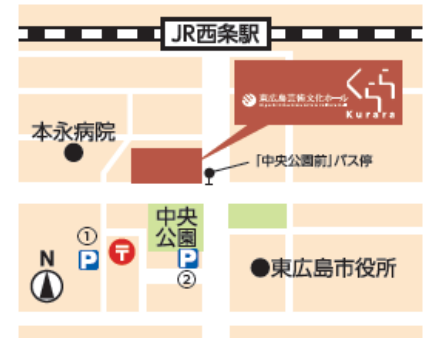 JR西条駅
東広島芸術文化ホール
くらら
Kurara
本永病院
「中央公園前」バス停
中央
公園
①
P
〒
P
②
N
東広島市役所